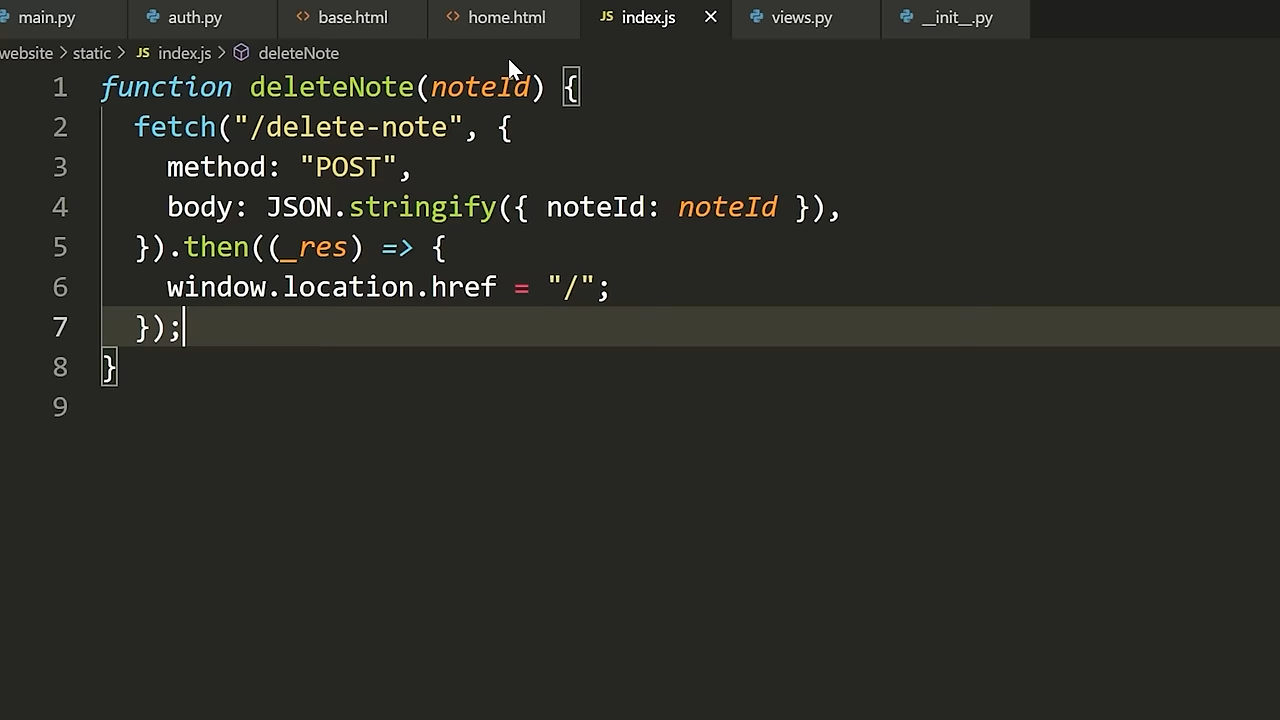 main.py auth.py base.html home.html JS index.js views.py __init__.py
website static JS index.js deleteNote
1 function deleteNote(noteId) {
2 fetch("/delete-note", {
3 method: "POST",
4 body: JSON.stringify({ noteId: noteId }),
5 }).then((_res) => {
6 window.location.href = "/";
7 });
8 }
9